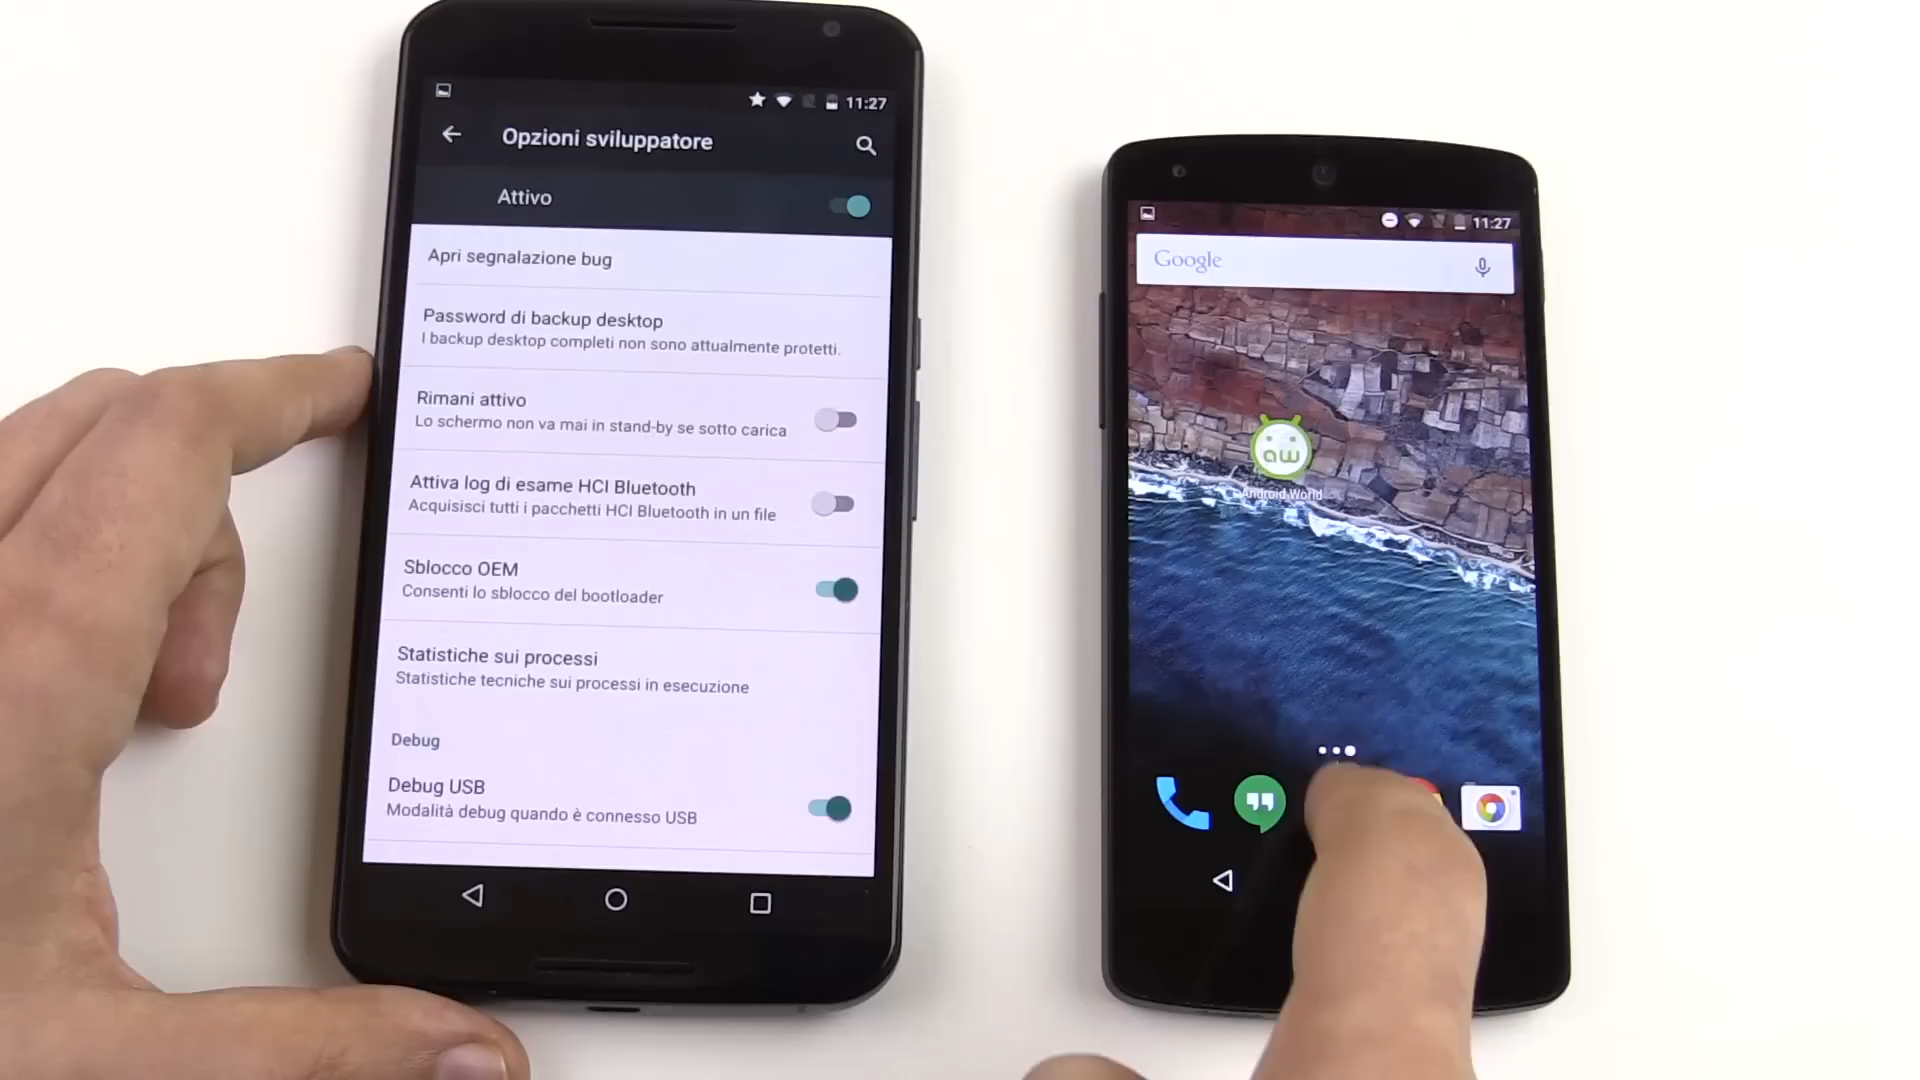 11:27
Opzioni sviluppatore
Attivo
Apri segnalazione bug
Password di backup desktop
I backup desktop completi non sono attualmente protetti.
Rimani attivo
Lo schermo non va mai in stand-by se sotto carica
Attiva log di esame HCI Bluetooth
Acquisisci tutti i pacchetti HCI Bluetooth in un file
Sblocco OEM
Consenti lo sblocco del bootloader
Statistiche sui processi
Statistiche tecniche sui processi in esecuzione
Debug
Debug USB
Modalità debug quando è connesso USB
11:27
Google
aw
Android World